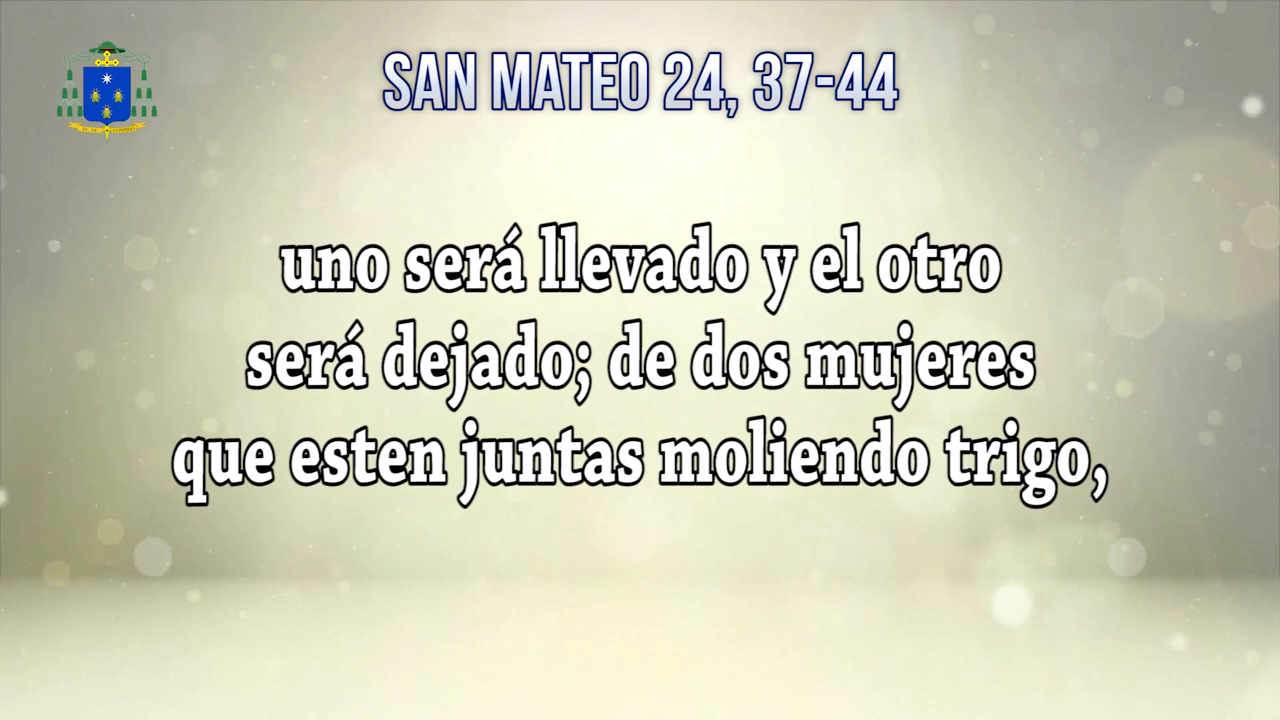 SAN MATEO 24, 37-44
uno será llevado y el otro
será dejado; de dos mujeres
que esten juntas moliendo trigo,